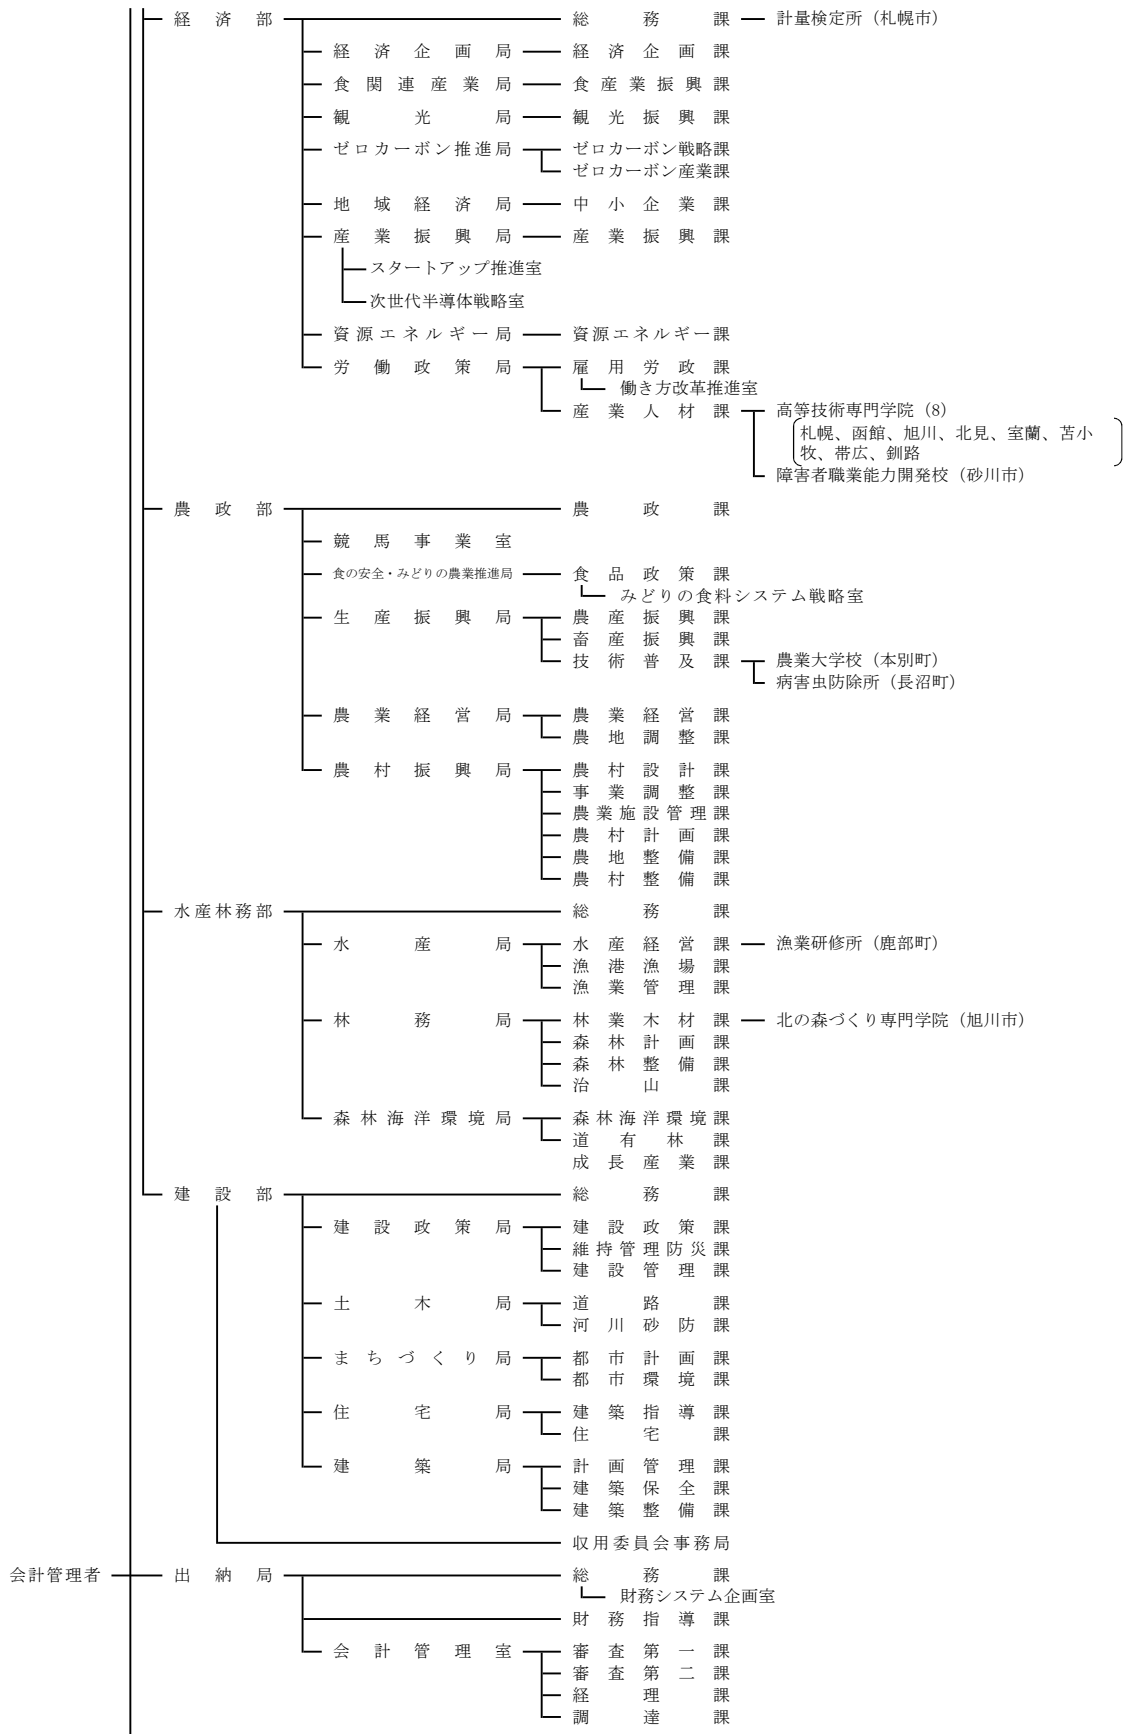 経済部 総務課 計量検定所（札幌市）
経済企画局 経済企画課
食関連産業局 食産業振興課
観光局 観光振興課
ゼロカーボン推進局 ゼロカーボン戦略課
ゼロカーボン産業課
地域経済局 中小企業課
産業振興局 産業振興課
スタートアップ推進室
次世代半導体戦略室
資源エネルギー局 資源エネルギー課
労働政策局 雇用労政課
働き方改革推進室
産業人材課 高等技術専門学院（8）
札幌、函館、旭川、北見、室蘭、苫小
牧、帯広、釧路
障害者職業能力開発校（砂川市）
農政部 農政課
競馬事業室
食の安全・みどりの農業推進局 食品政策課
みどりの食料システム戦略室
生産振興局 農産振興課
畜産振興課
技術普及課 農業大学校（本別町）
病害虫防除所（長沼町）
農業経営局 農業経営課
農地調整課
農村振興局 農村設計課
事業調整課
農業施設管理課
農村計画課
農地整備課
農村整備課
水産林務部 総務課
水産局 水産経営課 漁業研修所（鹿部町）
漁港漁場課
漁業管理課
林務局 林業木材課 北の森づくり専門学院（旭川市）
森林計画課
森林整備課
治山課
森林海洋環境局 森林海洋環境課
道有林課
成長産業課
建設部 総務課
建設政策局 建設政策課
維持管理防災課
建設管理課
土木局 道路課
河川砂防課
まちづくり局 都市計画課
都市環境課
住宅局 建築指導課
住宅課
建築局 計画管理課
建築保全課
建築整備課
収用委員会事務局
会計管理者 出納局 総務課
財務システム企画室
財務指導課
会計管理室 審査第一課
審査第二課
経理課
調達課